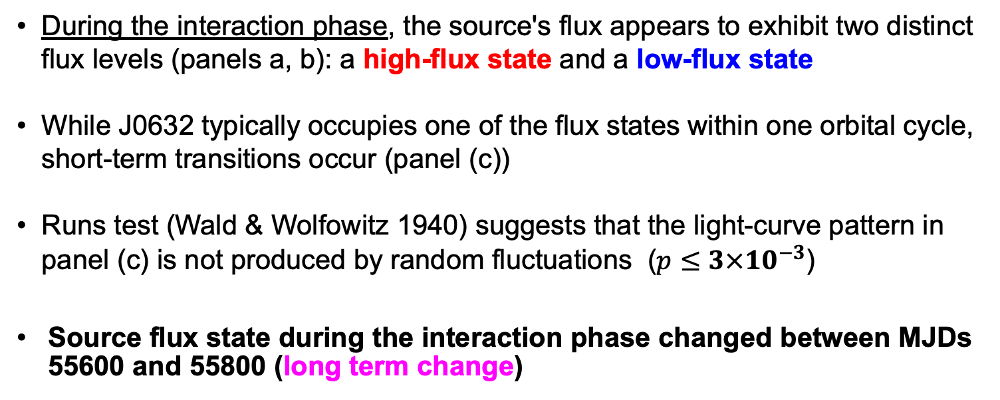 • During the interaction phase, the source's flux appears to exhibit two distinct
flux levels (panels a, b): a high-flux state and a low-flux state
• While J0632 typically occupies one of the flux states within one orbital cycle,
short-term transitions occur (panel (c))
• Runs test (Wald & Wolfowitz 1940) suggests that the light-curve pattern in
panel (c) is not produced by random fluctuations (p ≤ 3×10⁻³)
• Source flux state during the interaction phase changed between MJDs
55600 and 55800 (long term change)